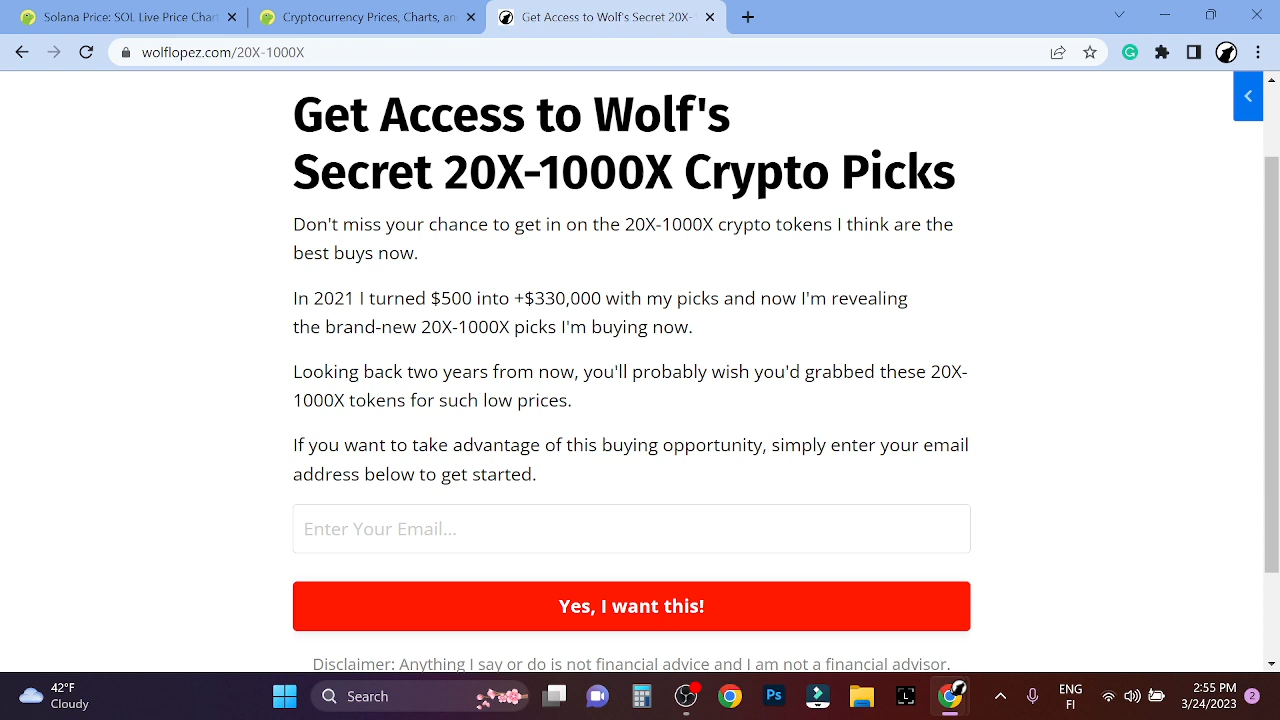 Solana Price: SOL Live Price Char
Cryptocurrency Prices, Charts, an
Get Access to Wolf's Secret 20X-
wolflopez.com/20X-1000X
Get Access to Wolf's
Secret 20X-1000X Crypto Picks
Don't miss your chance to get in on the 20X-1000X crypto tokens I think are the
best buys now.
In 2021 I turned $500 into +$330,000 with my picks and now I'm revealing
the brand-new 20X-1000X picks I'm buying now.
Looking back two years from now, you'll probably wish you'd grabbed these 20X-
1000X tokens for such low prices.
If you want to take advantage of this buying opportunity, simply enter your email
address below to get started.
Enter Your Email...
Yes, I want this!
Disclaimer: Anything I say or do is not financial advice and I am not a financial advisor.
42°F
Cloudy
Search
Ps
L
ENG
FI
2:55 PM
3/24/2023
2